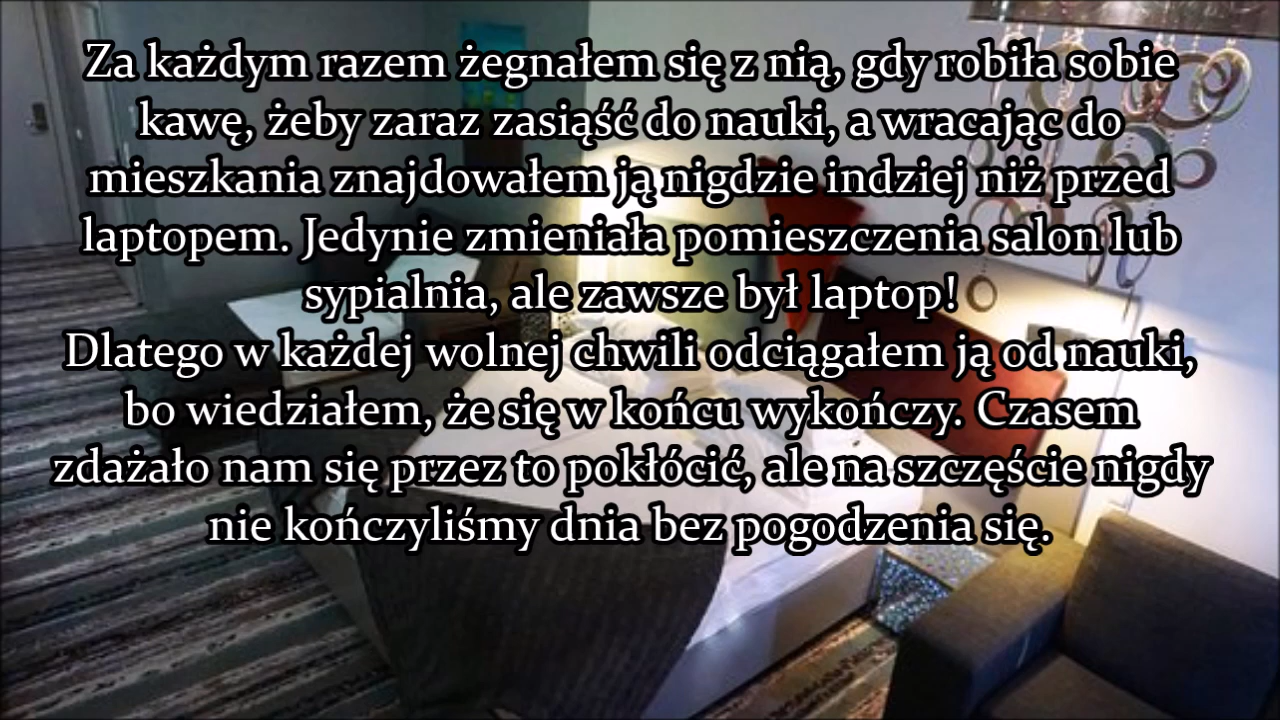 Za każdym razem żegnałem się z nią, gdy robiła sobie
kawę, żeby zaraz zasiąść do nauki, a wracając do
mieszkania znajdowałem ją nigdzie indziej niż przed
laptopem. Jedynie zmieniała pomieszczenia salon lub
sypialnia, ale zawsze był laptop!
Dlatego w każdej wolnej chwili odciągałem ją od nauki,
bo wiedziałem, że się w końcu wykończy. Czasem
zdażało nam się przez to pokłócić, ale na szczęście nigdy
nie kończyliśmy dnia bez pogodzenia się.